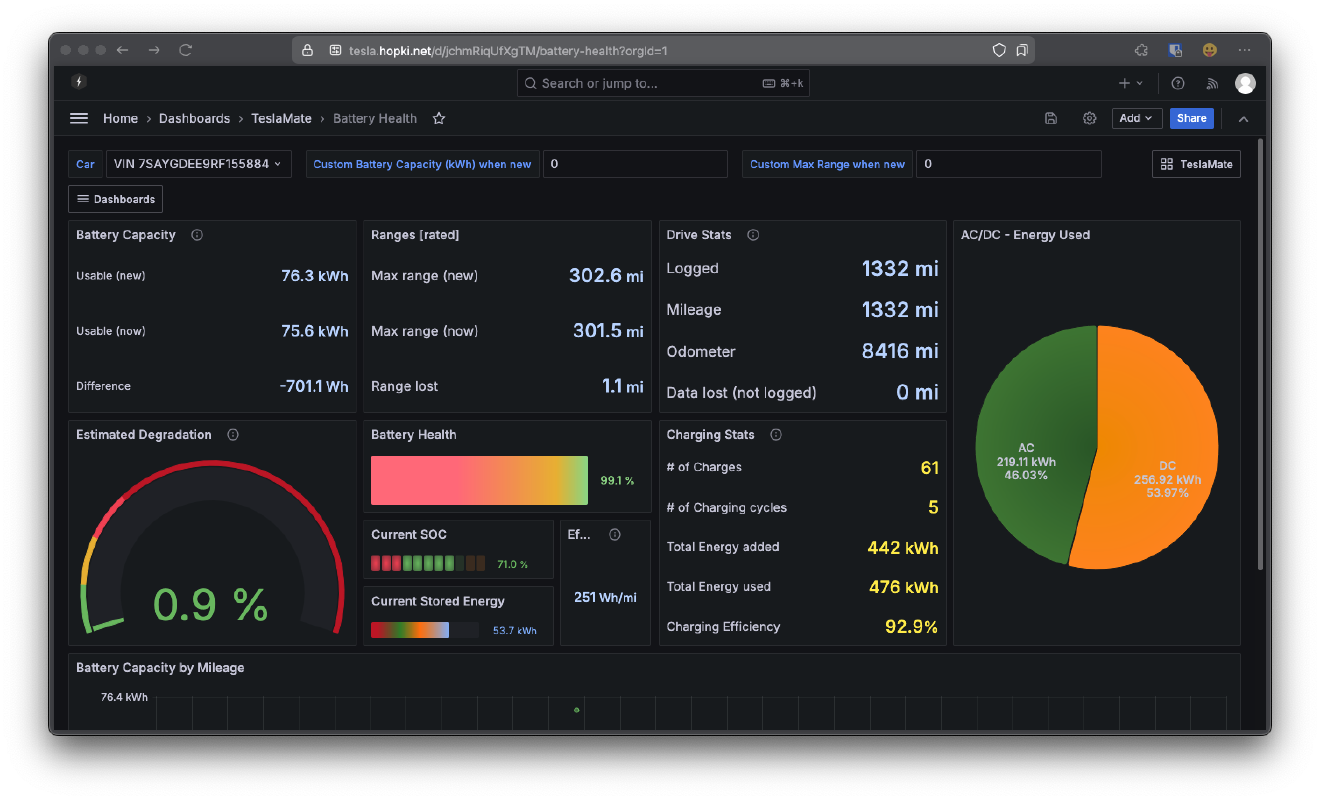 tesla.hopki.net/d/jchmRiqUfXgTM/battery-health?orgId=1
Search or jump to... ⌘+k
Home › Dashboards › TeslaMate › Battery Health
Add
Share
Car VIN 7SAYGDEE9RF155884
Custom Battery Capacity (kWh) when new 0
Custom Max Range when new 0
TeslaMate
Dashboards
Battery Capacity
Usable (new) 76.3 kWh
Usable (now) 75.6 kWh
Difference -701.1 Wh
Ranges [rated]
Max range (new) 302.6 mi
Max range (now) 301.5 mi
Range lost 1.1 mi
Drive Stats
Logged 1332 mi
Mileage 1332 mi
Odometer 8416 mi
Data lost (not logged) 0 mi
AC/DC - Energy Used
AC
219.11 kWh
46.03%
DC
256.92 kWh
53.97%
Estimated Degradation
0.9 %
Battery Health
99.1 %
Current SOC
71.0 %
Ef...
251 Wh/mi
Current Stored Energy
53.7 kWh
Charging Stats
# of Charges 61
# of Charging cycles 5
Total Energy added 442 kWh
Total Energy used 476 kWh
Charging Efficiency 92.9%
Battery Capacity by Mileage
76.4 kWh